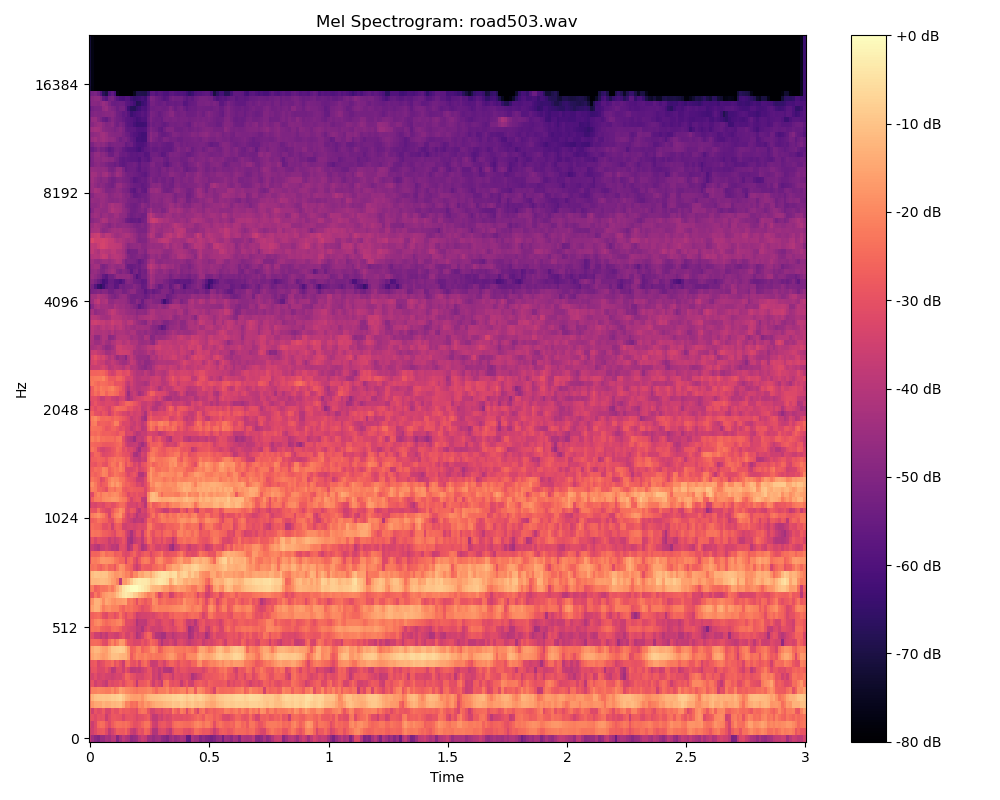 Mel Spectrogram: road503.wav
16384
8192
4096
2048
1024
512
0
Hz
0
0.5
1
1.5
2
2.5
3
Time
+0 dB
-10 dB
-20 dB
-30 dB
-40 dB
-50 dB
-60 dB
-70 dB
-80 dB